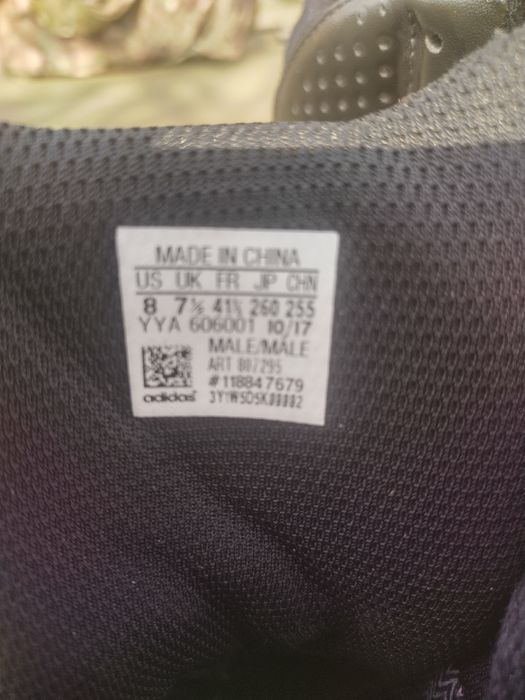 MADE IN CHINA
US UK FR JP CHN
8 7½ 41⅓ 260 255
YYA 606001 10/17
MALE/MALE
ART
#118847679
adidas